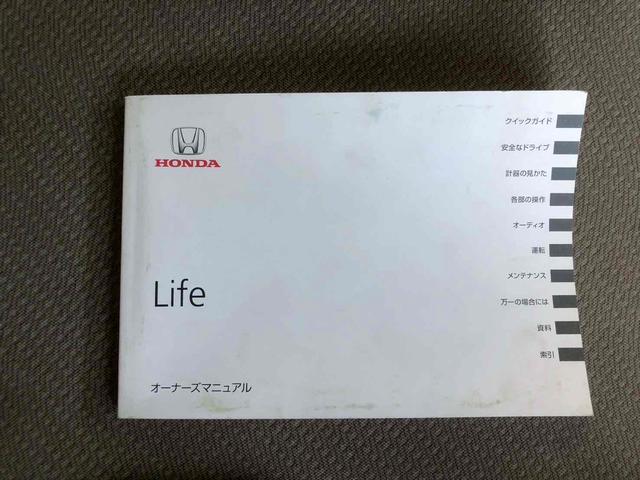 HONDA
Life
オーナーズマニュアル
クイックガイド
安全なドライブ
計器の見かた
各部の操作
オーディオ
運転
メンテナンス
万一の場合には
資料
索引